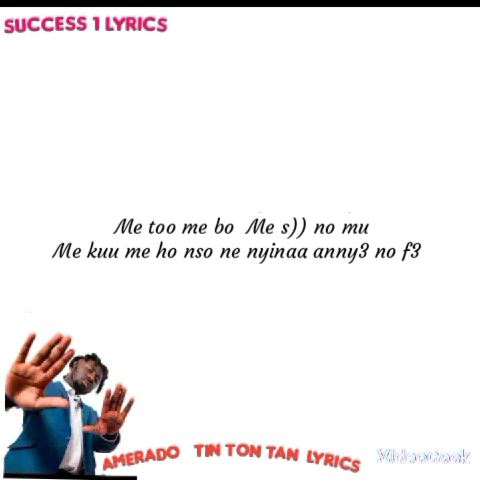 SUCCESS 1 LYRICS
Me too me bo Me s)) no mu
Me kuu me ho nso ne nyinaa anny3 no f3
AMERADO TIN TON TAN LYRICS
VideoCook